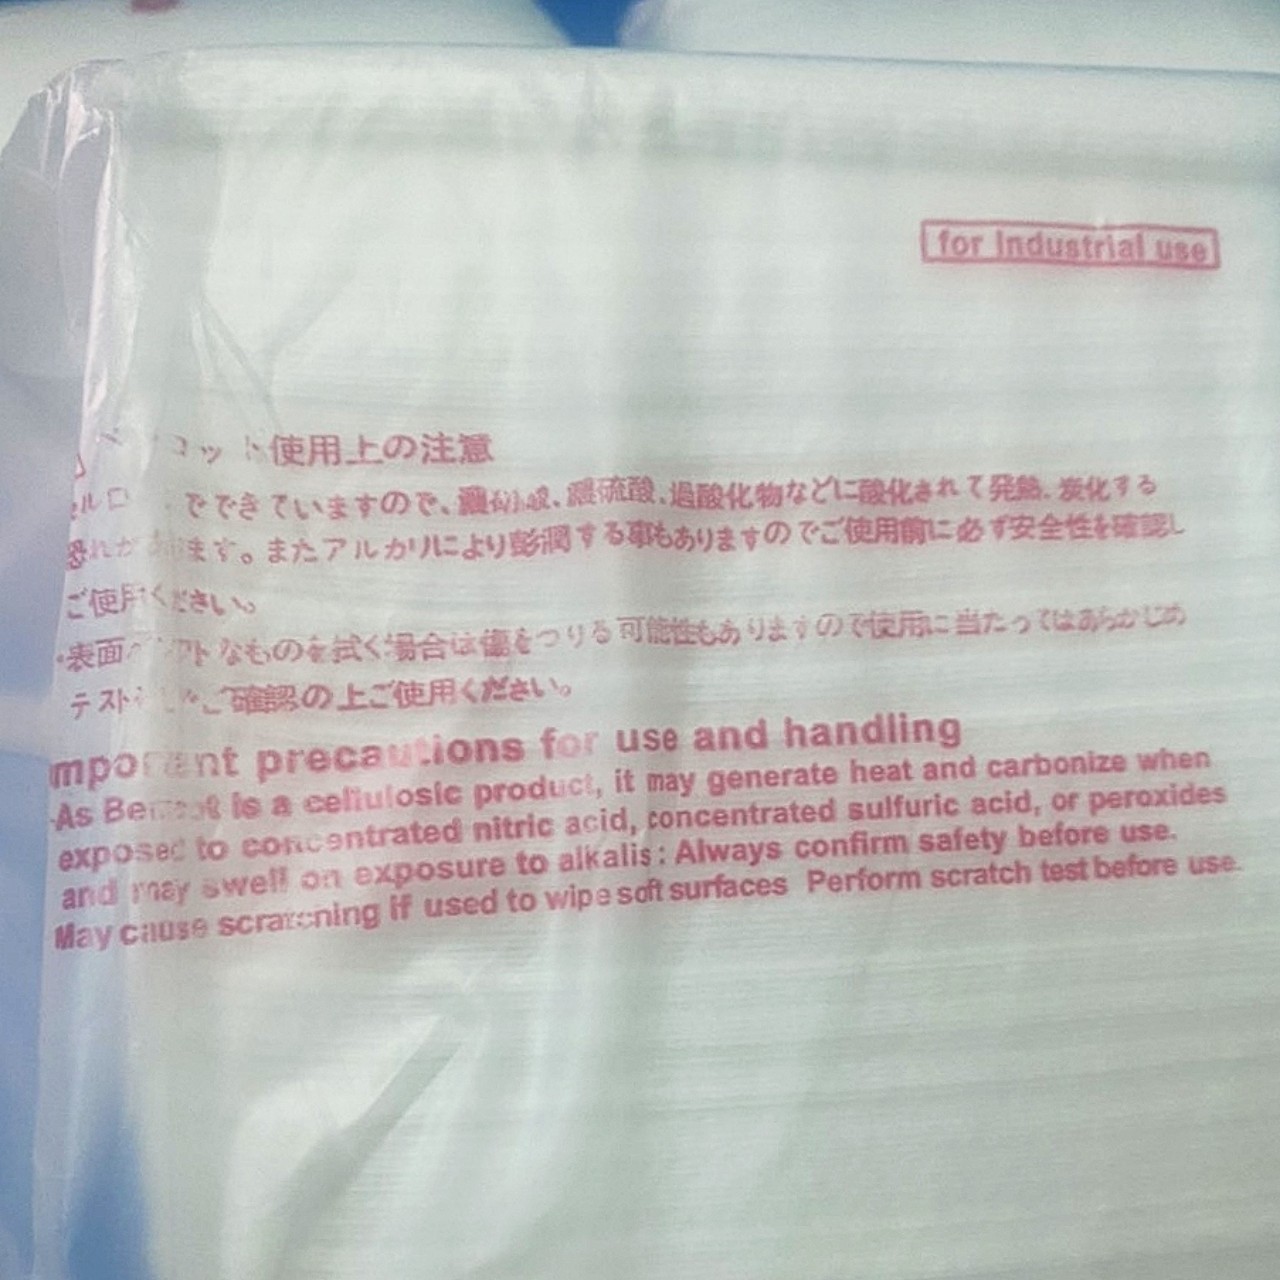 for Industrial use
使用上の注意
でできていますので、濃硫酸、過酸化物などに酸化されて発熱、炭化する
恐れが ます。またアルカリにより膨潤する事もありますのでご使用前に必ず安全性を確認し
ご使用ください。
・表面 なものを拭く場合は傷をつける可能性もありますので使用に当たってはあらかじめ
テスト ご確認の上ご使用ください。
precautions for use and handling
As is a cellulosic product, it may generate heat and carbonize when
exposed to concentrated nitric acid, concentrated sulfuric acid, or peroxides
and may swell on exposure to alkalis: Always confirm safety before use.
May cause scratching if used to wipe soft surfaces Perform scratch test before use.